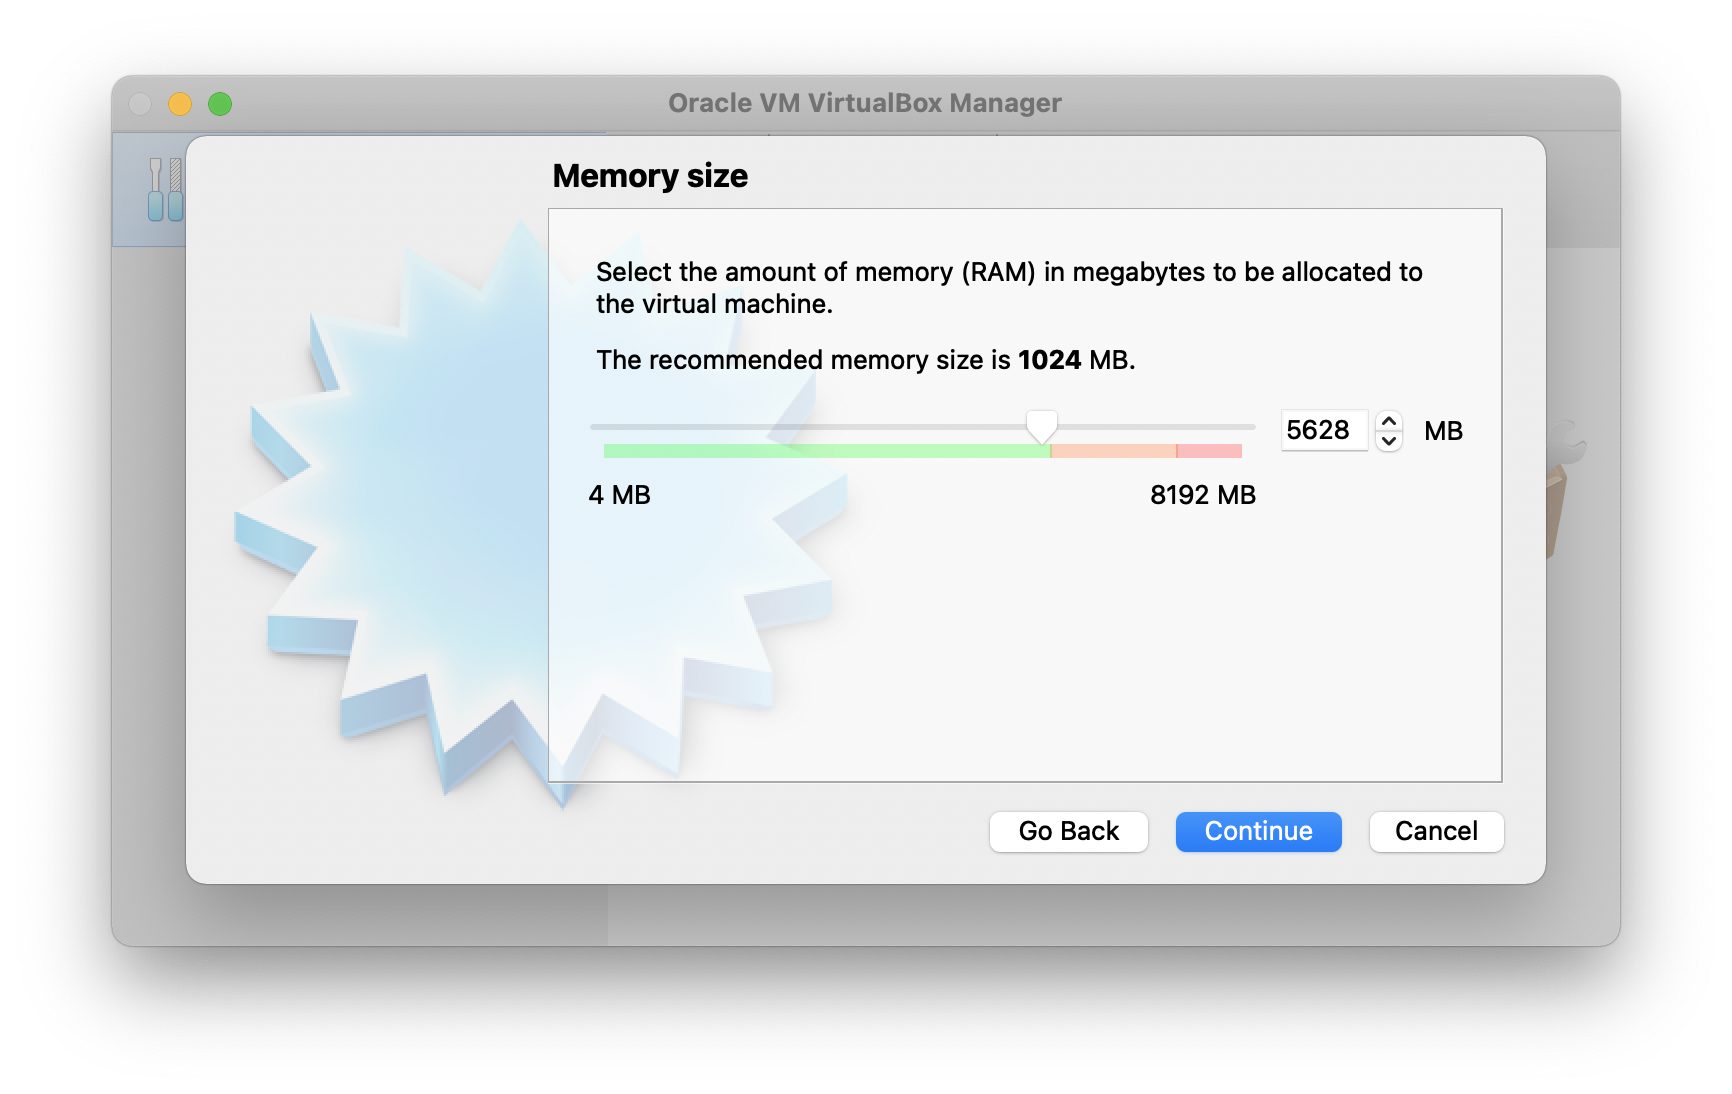 Oracle VM VirtualBox Manager
Memory size
Select the amount of memory (RAM) in megabytes to be allocated to
the virtual machine.
The recommended memory size is 1024 MB.
5628 MB
4 MB 8192 MB
Go Back Continue Cancel